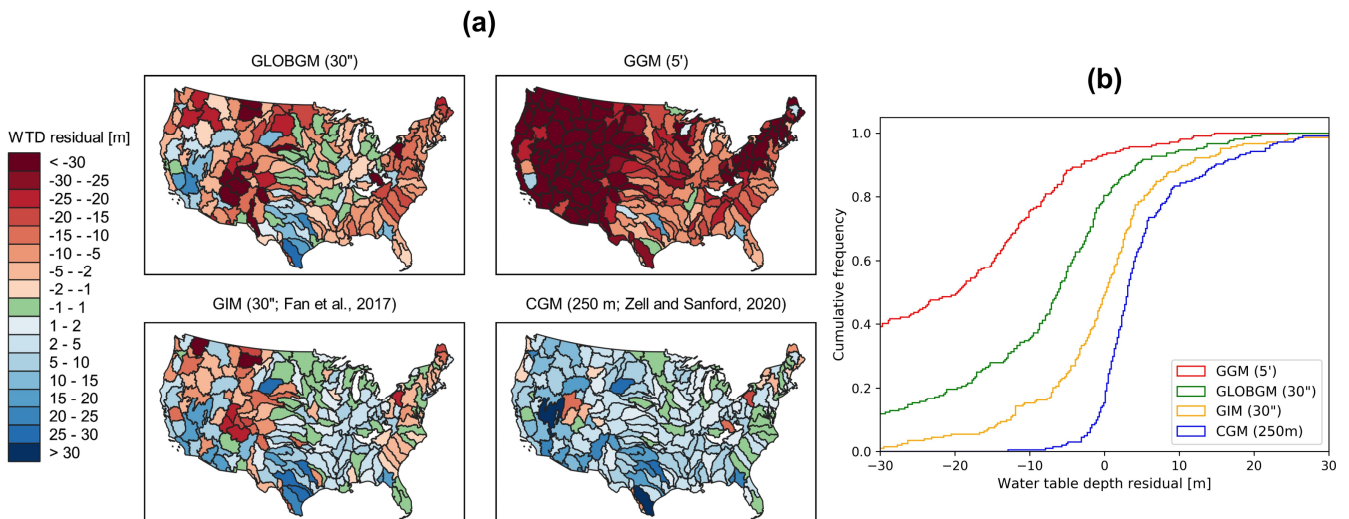 (a)
GLOBGM (30")
GGM (5')
WTD residual [m]
< -30
-30 - -25
-25 - -20
-20 - -15
-15 - -10
-10 - -5
-5 - -2
-2 - -1
-1 - 1
1 - 2
2 - 5
5 - 10
10 - 15
15 - 20
20 - 25
25 - 30
> 30
GIM (30"; Fan et al., 2017)
CGM (250 m; Zell and Sanford, 2020)
(b)
1.0
0.8
0.6
0.4
0.2
0.0
Cumulative frequency
GGM (5')
GLOBGM (30")
GIM (30")
CGM (250m)
−30
−20
−10
0
10
20
30
Water table depth residual [m]